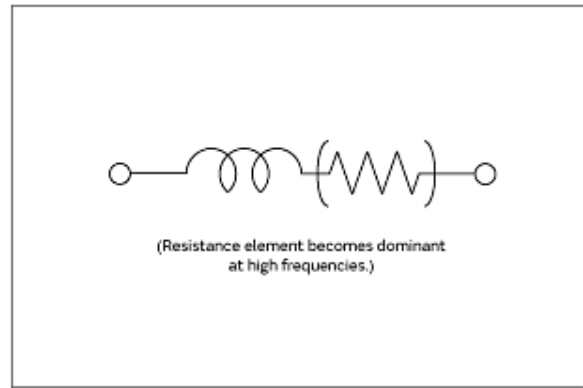 (Resistance element becomes dominant
at high frequencies.)